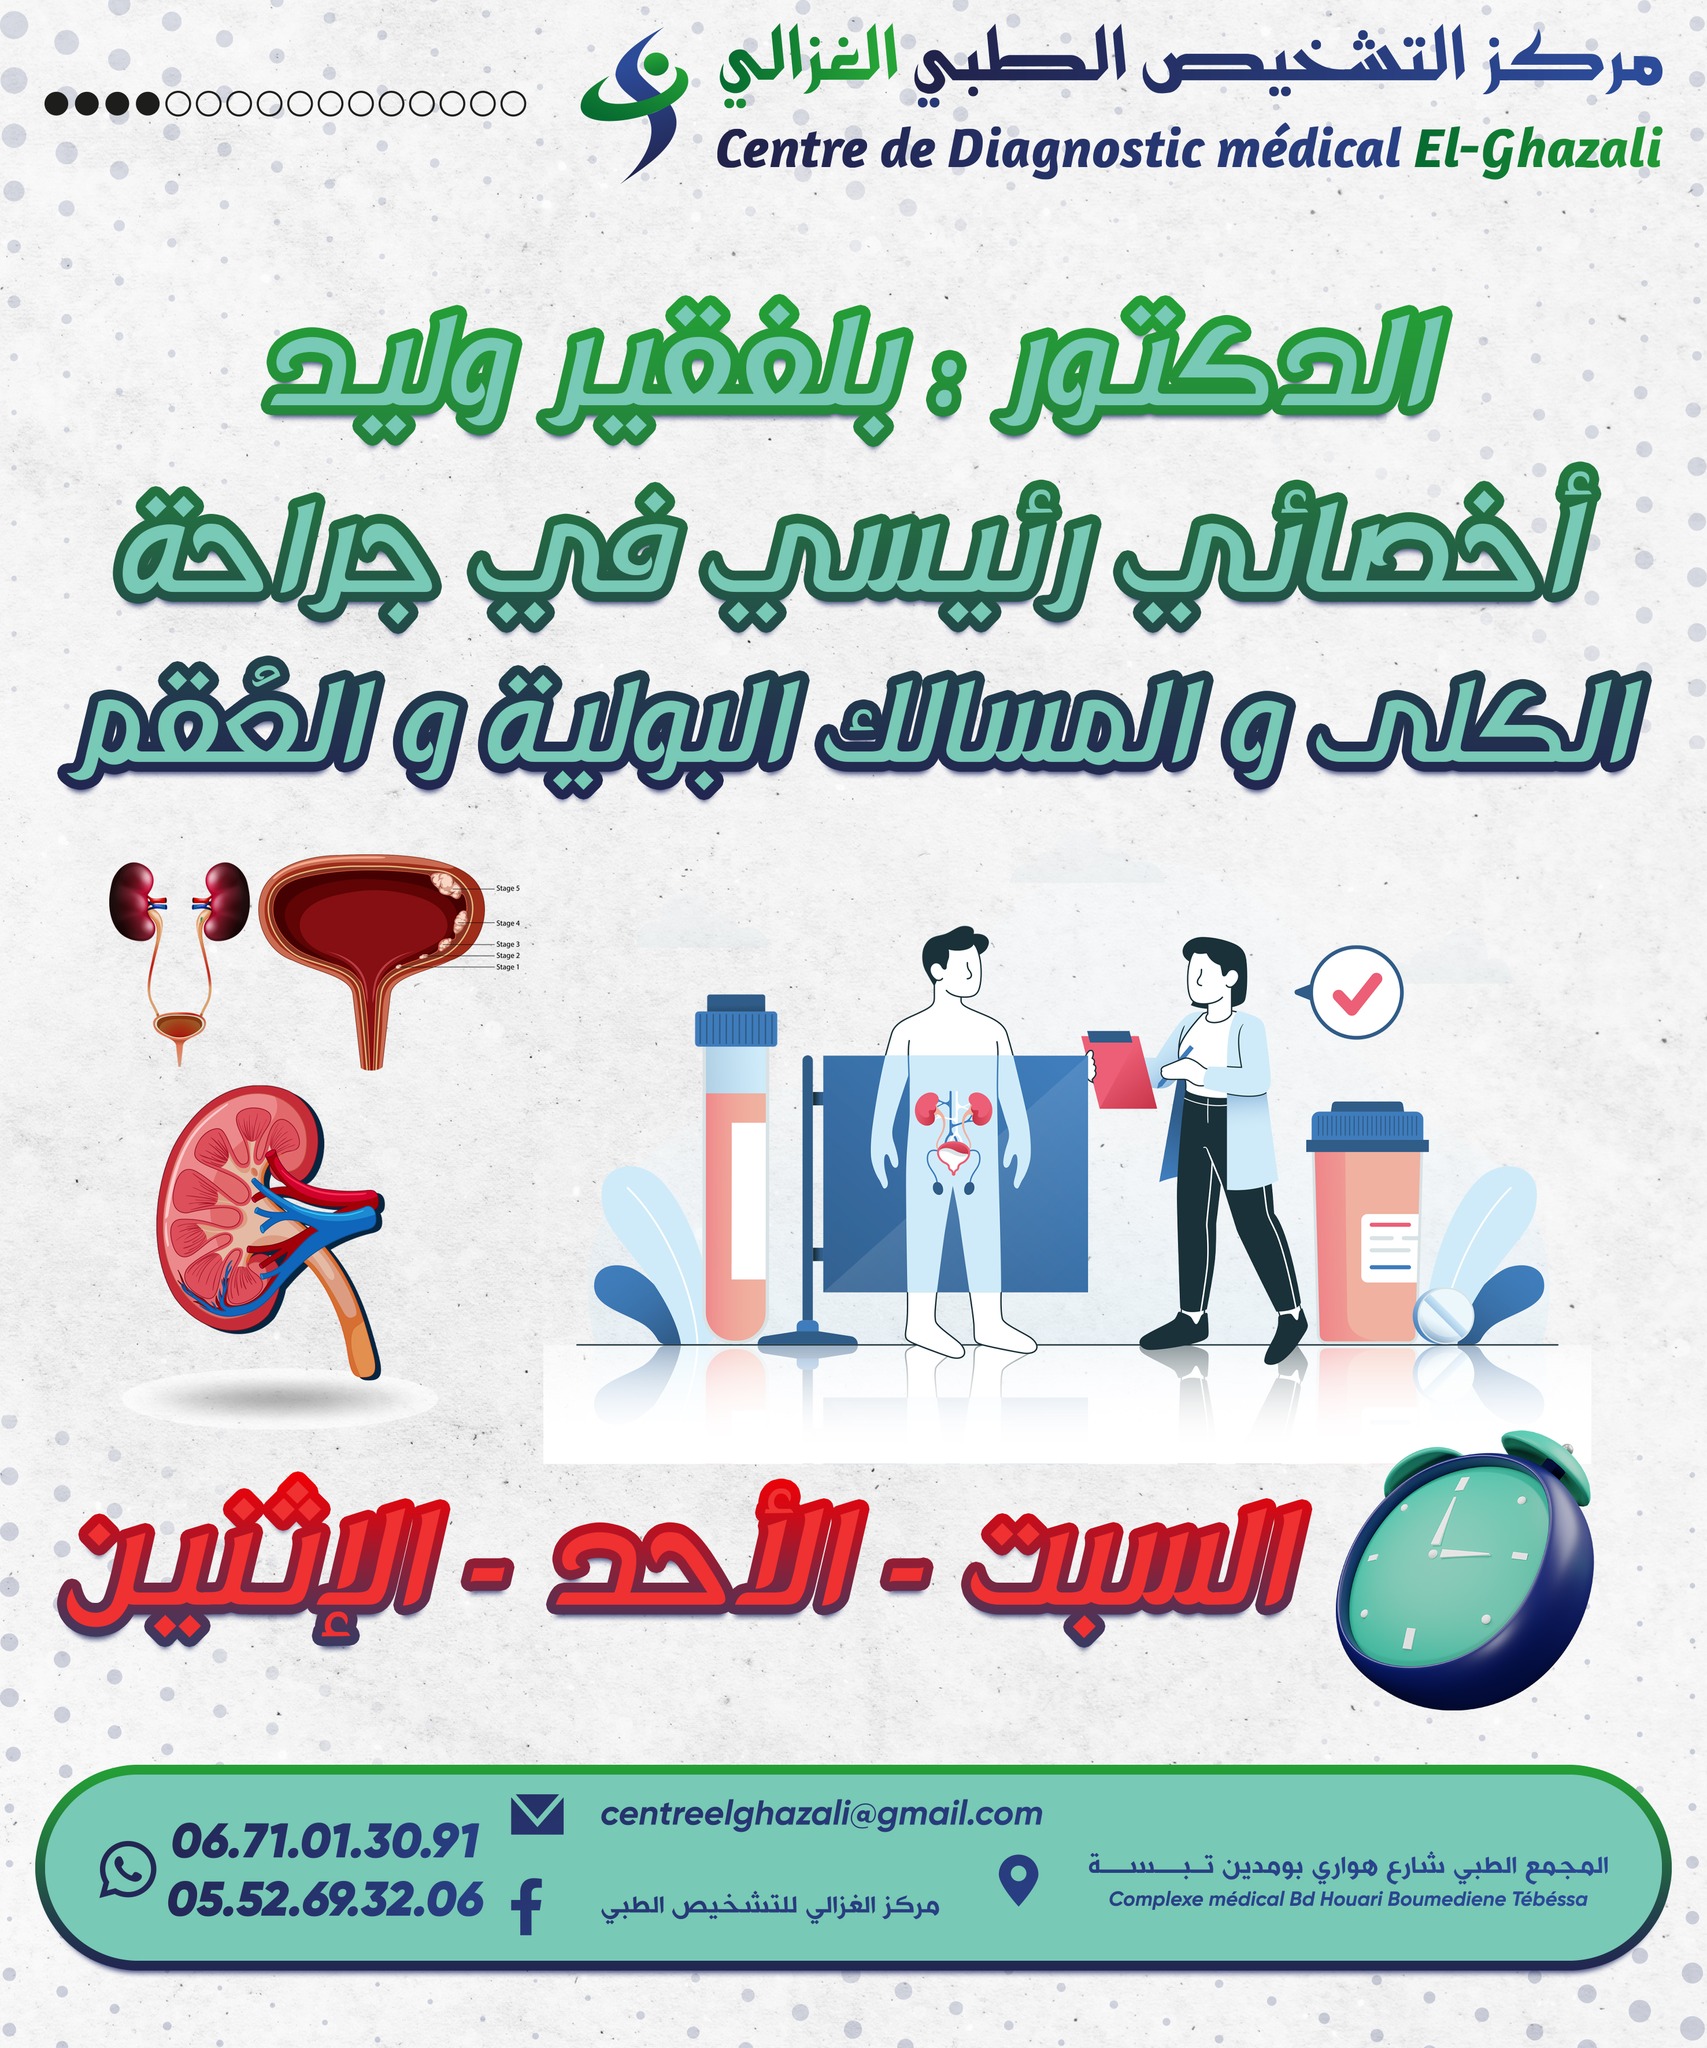 مركز التشخيص الطبي الغزالي
Centre de Diagnostic médical El-Ghazali
الدكتور : بلفقير وليد
أخصائي رئيسي في جراحة
الكلى و المسالك البولية و العُقم
Stage 5
Stage 4
Stage 3
Stage 2
Stage 1
السبت - الأحد - الإثنين
06.71.01.30.91
05.52.69.32.06
centreelghazali@gmail.com
مركز الغزالي للتشخيص الطبي
المجمع الطبي شارع هواري بومدين تـبـــســـــة
Complexe médical Bd Houari Boumediene Tébéssa